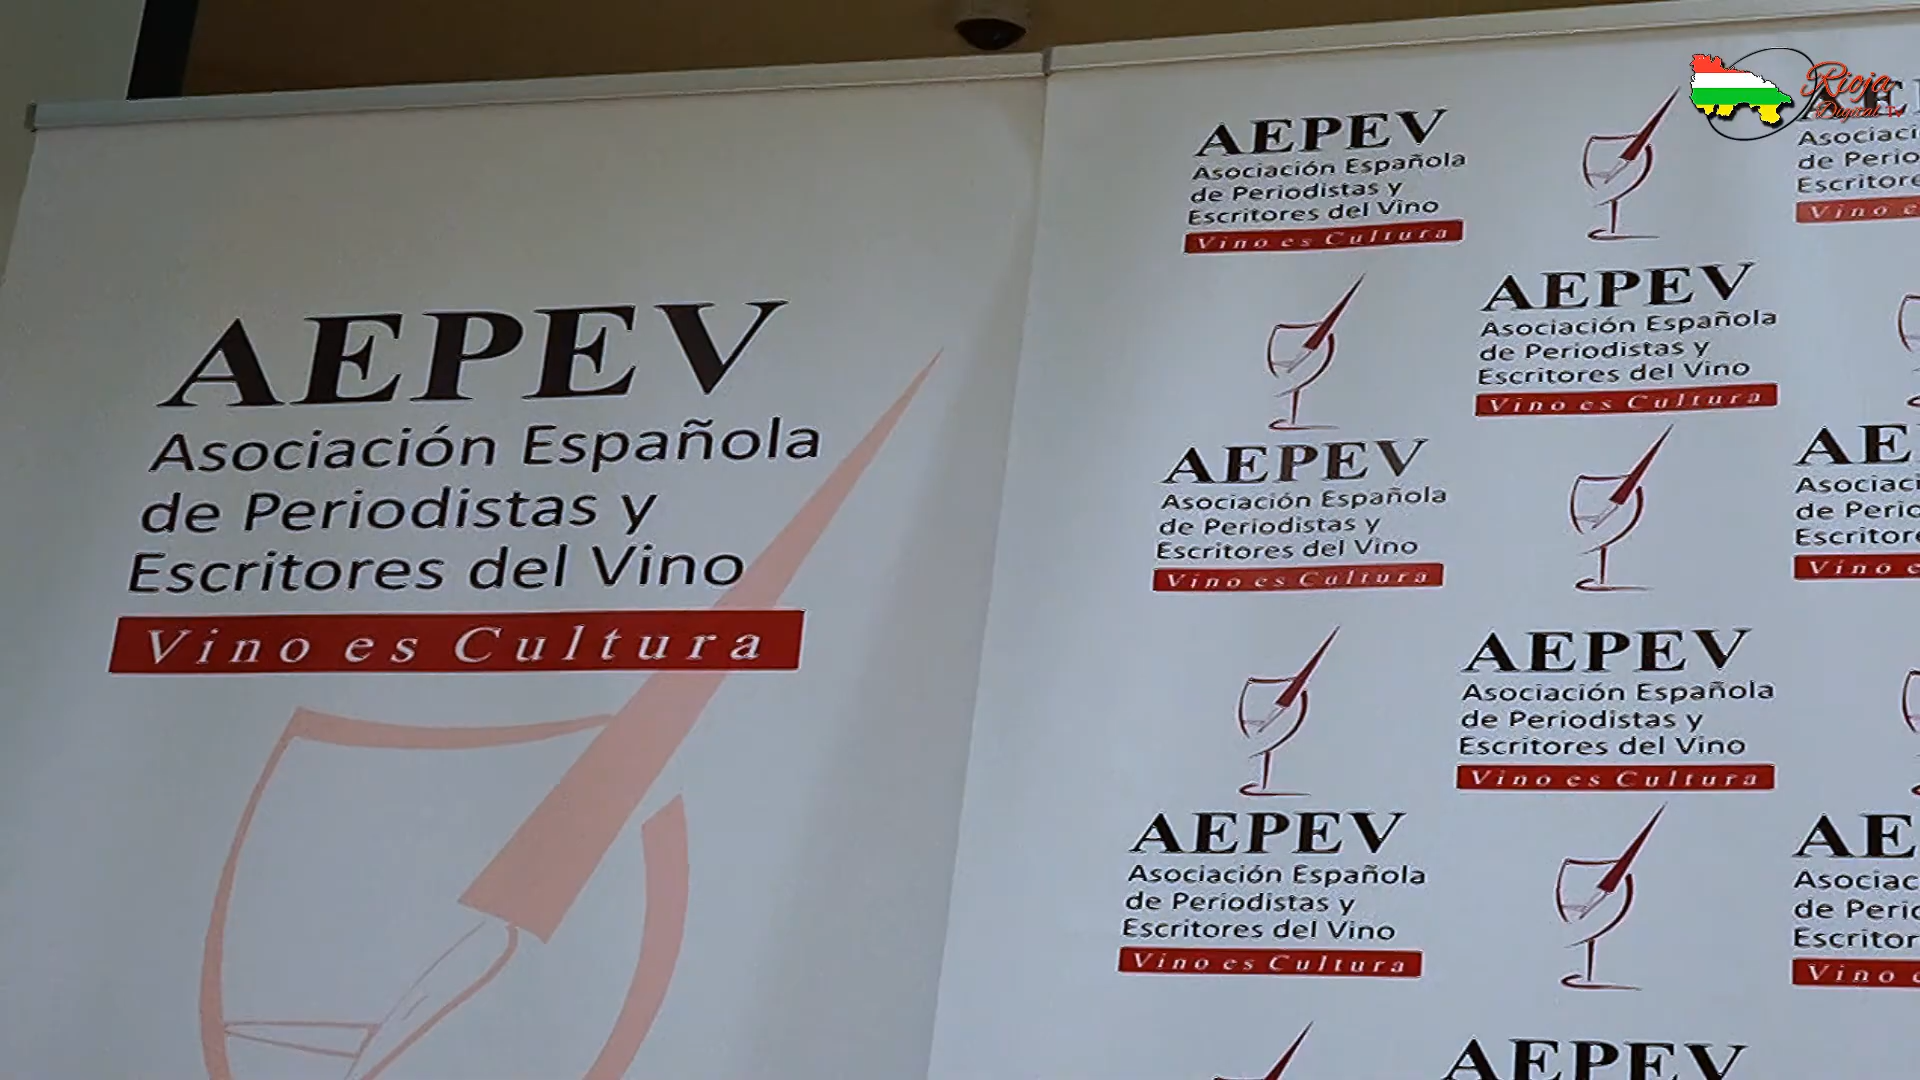 AEPEV
Asociación Española
de Periodistas y
Escritores del Vino
Vino es Cultura
AEPEV
Asociación Española
de Periodistas y
Escritores del Vino
Vino es Cultura
Rioja
Digital Tv
AEPEV
Asociación Española
de Periodistas y
Escritores del Vino
Vino es Cultura
AEPEV
Asociación Española
de Periodistas y
Escritores del Vino
Vino es Cultura
AEPEV
Asociación Española
de Periodistas y
Escritores del Vino
Vino es Cultura
AEPEV
Asociación Española
de Periodistas y
Escritores del Vino
Vino es Cultura
AEPEV